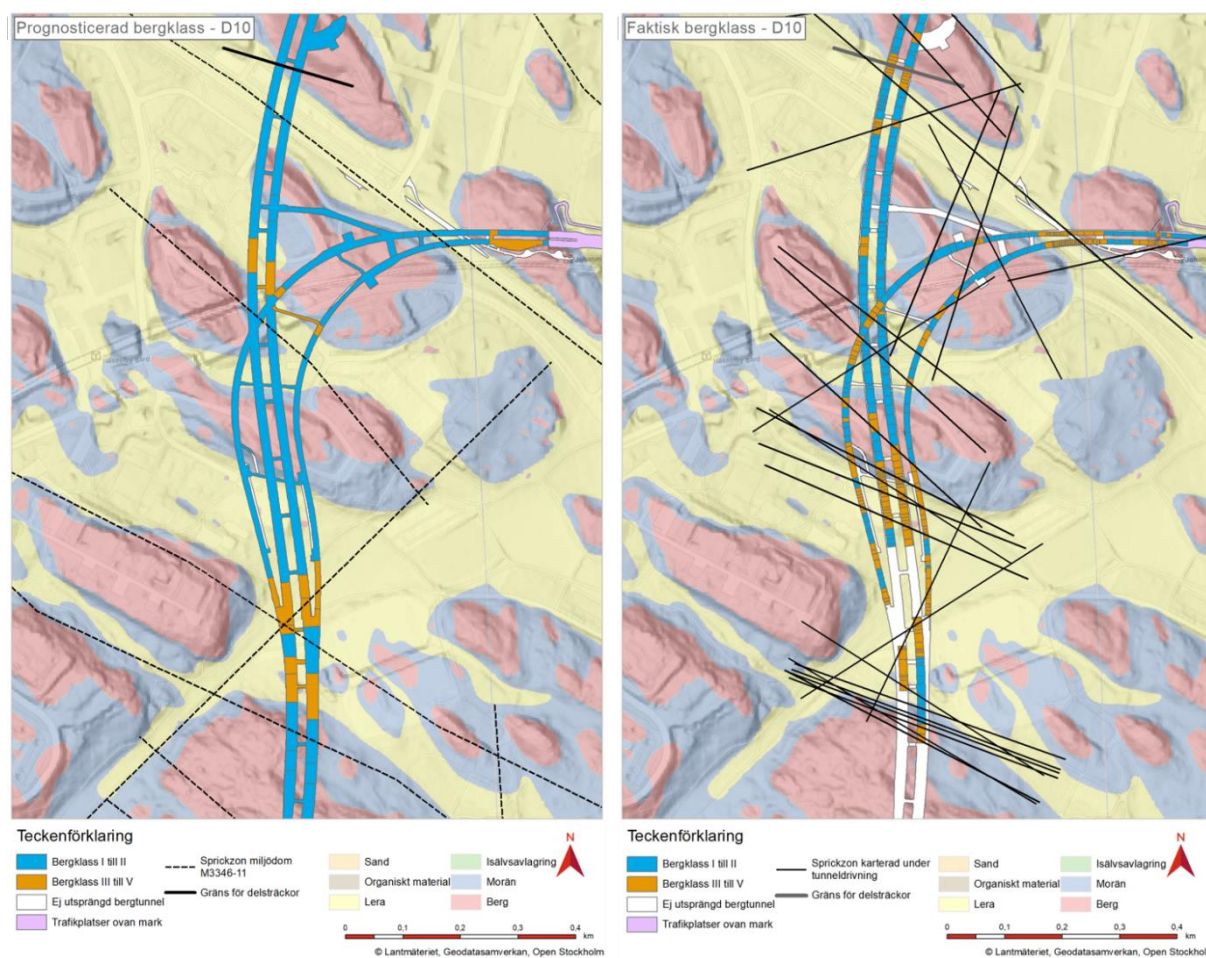 Prognosticerad bergklass - D10
Teckenförklaring
Bergklass I till II
Bergklass III till V
Ej utsprängd bergtunnel
Trafikplatser ovan mark
Sprickzon miljödom
M3346-11
Gräns för delsträckor
Sand
Organiskt material
Lera
Isälvsavlagring
Morän
Berg
N
0,0 0,1 0,2 0,3 0,4
km
© Lantmäteriet, Geodatasamverkan, Open Stockholm
Faktisk bergklass - D10
Teckenförklaring
Bergklass I till II
Bergklass III till V
Ej utsprängd bergtunnel
Trafikplatser ovan mark
Sprickzon karterad under
tunneldrivning
Gräns för delsträckor
Sand
Organiskt material
Lera
Isälvsavlagring
Morän
Berg
N
0,0 0,1 0,2 0,3 0,4
km
© Lantmäteriet, Geodatasamverkan, Open Stockholm